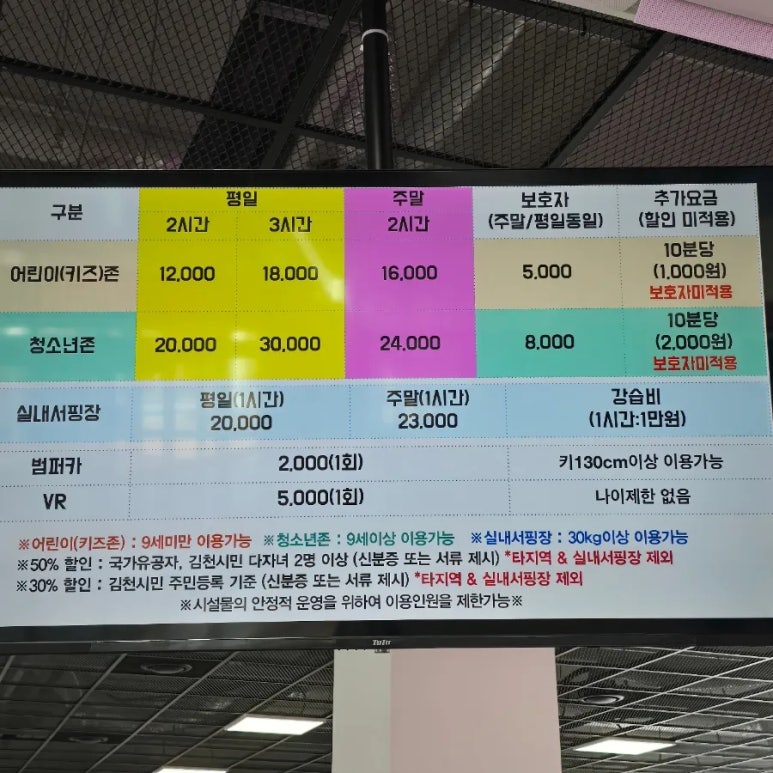 구분 평일 주말 보호자 추가요금
2시간 3시간 2시간 (주말/평일동일) (할인 미적용)
어린이(키즈)존 12,000 18,000 16,000 5,000 10분당
(1,000원)
보호자미적용
청소년존 20,000 30,000 24,000 8,000 10분당
(2,000원)
보호자미적용
실내서핑장 평일(1시간) 주말(1시간) 강습비
20,000 23,000 (1시간:1만원)
범퍼카 2,000(1회) 키130cm이상 이용가능
VR 5,000(1회) 나이제한 없음
※어린이(키즈존) : 9세미만 이용가능 ※청소년존 : 9세이상 이용가능 ※실내서핑장 : 30kg이상 이용가능
※50% 할인 : 국가유공자, 김천시민 다자녀 2명 이상 (신분증 또는 서류 제시) *타지역 & 실내서핑장 제외
※30% 할인 : 김천시민 주민등록 기준 (신분증 또는 서류 제시) *타지역 & 실내서핑장 제외
※시설물의 안정적 운영을 위하여 이용인원을 제한가능※